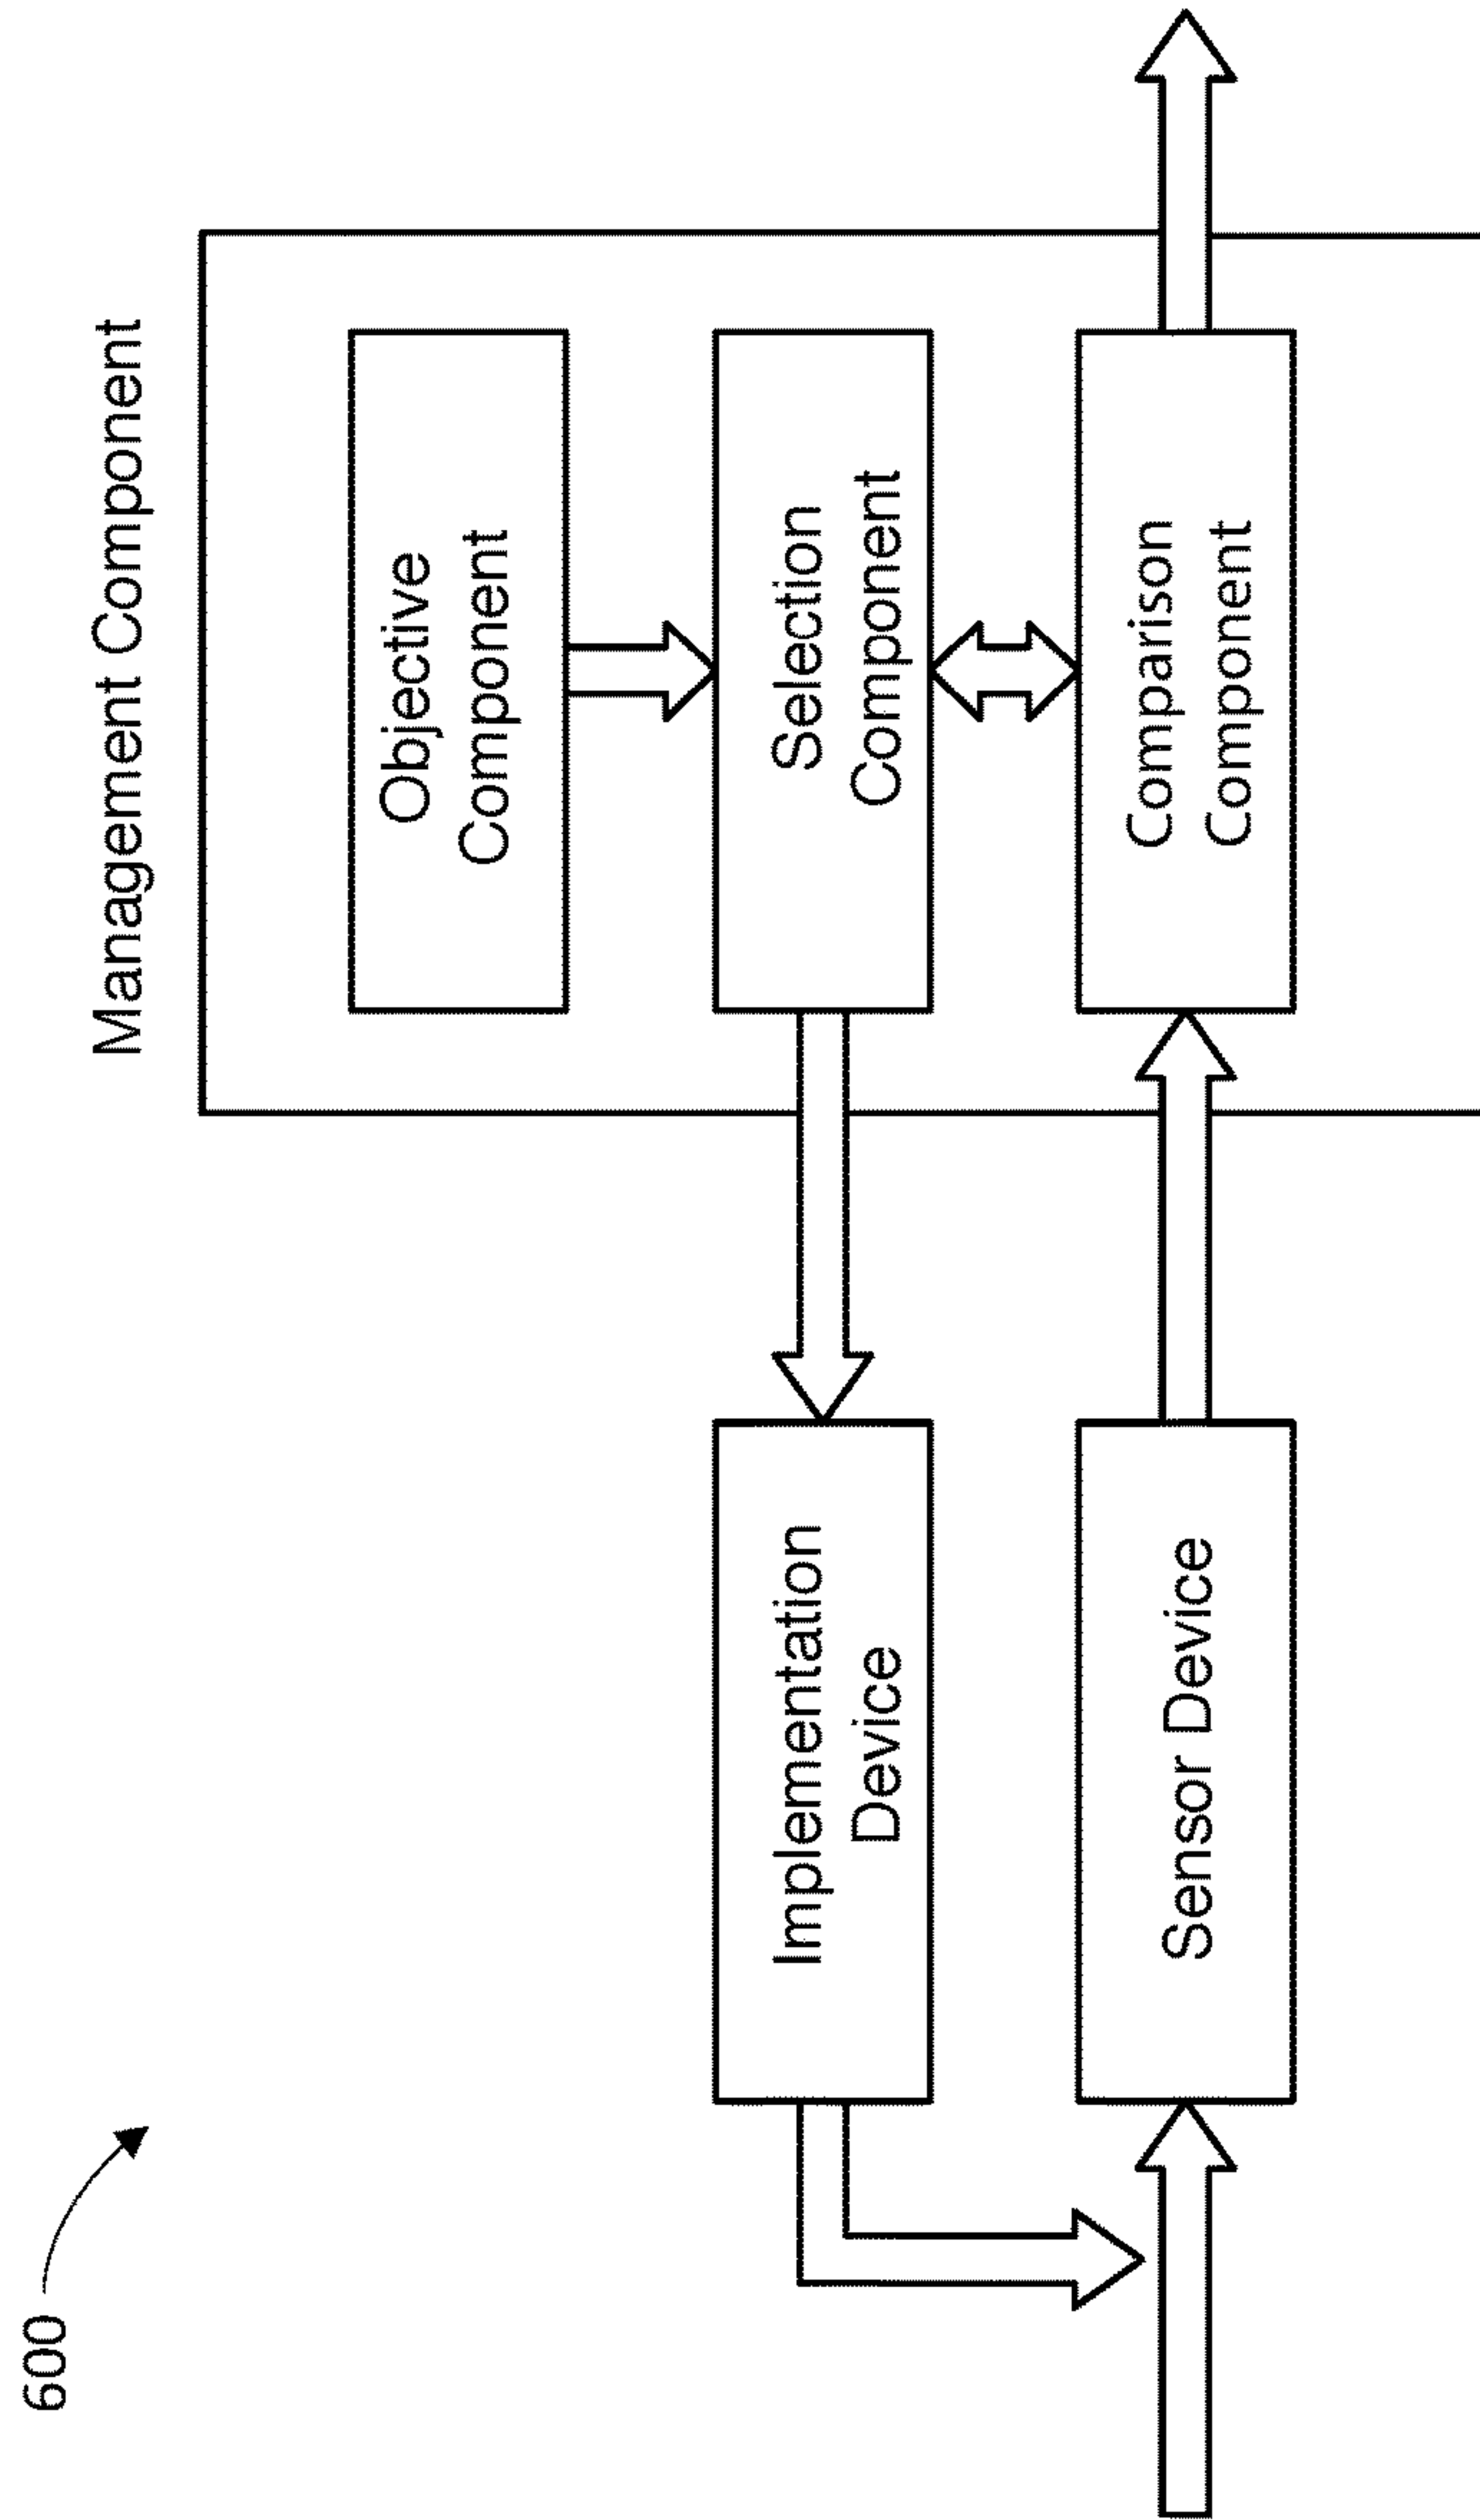 600
Management Component
Objective
Component
Selection
Component
Implementation
Device
Comparison
Component
Sensor Device